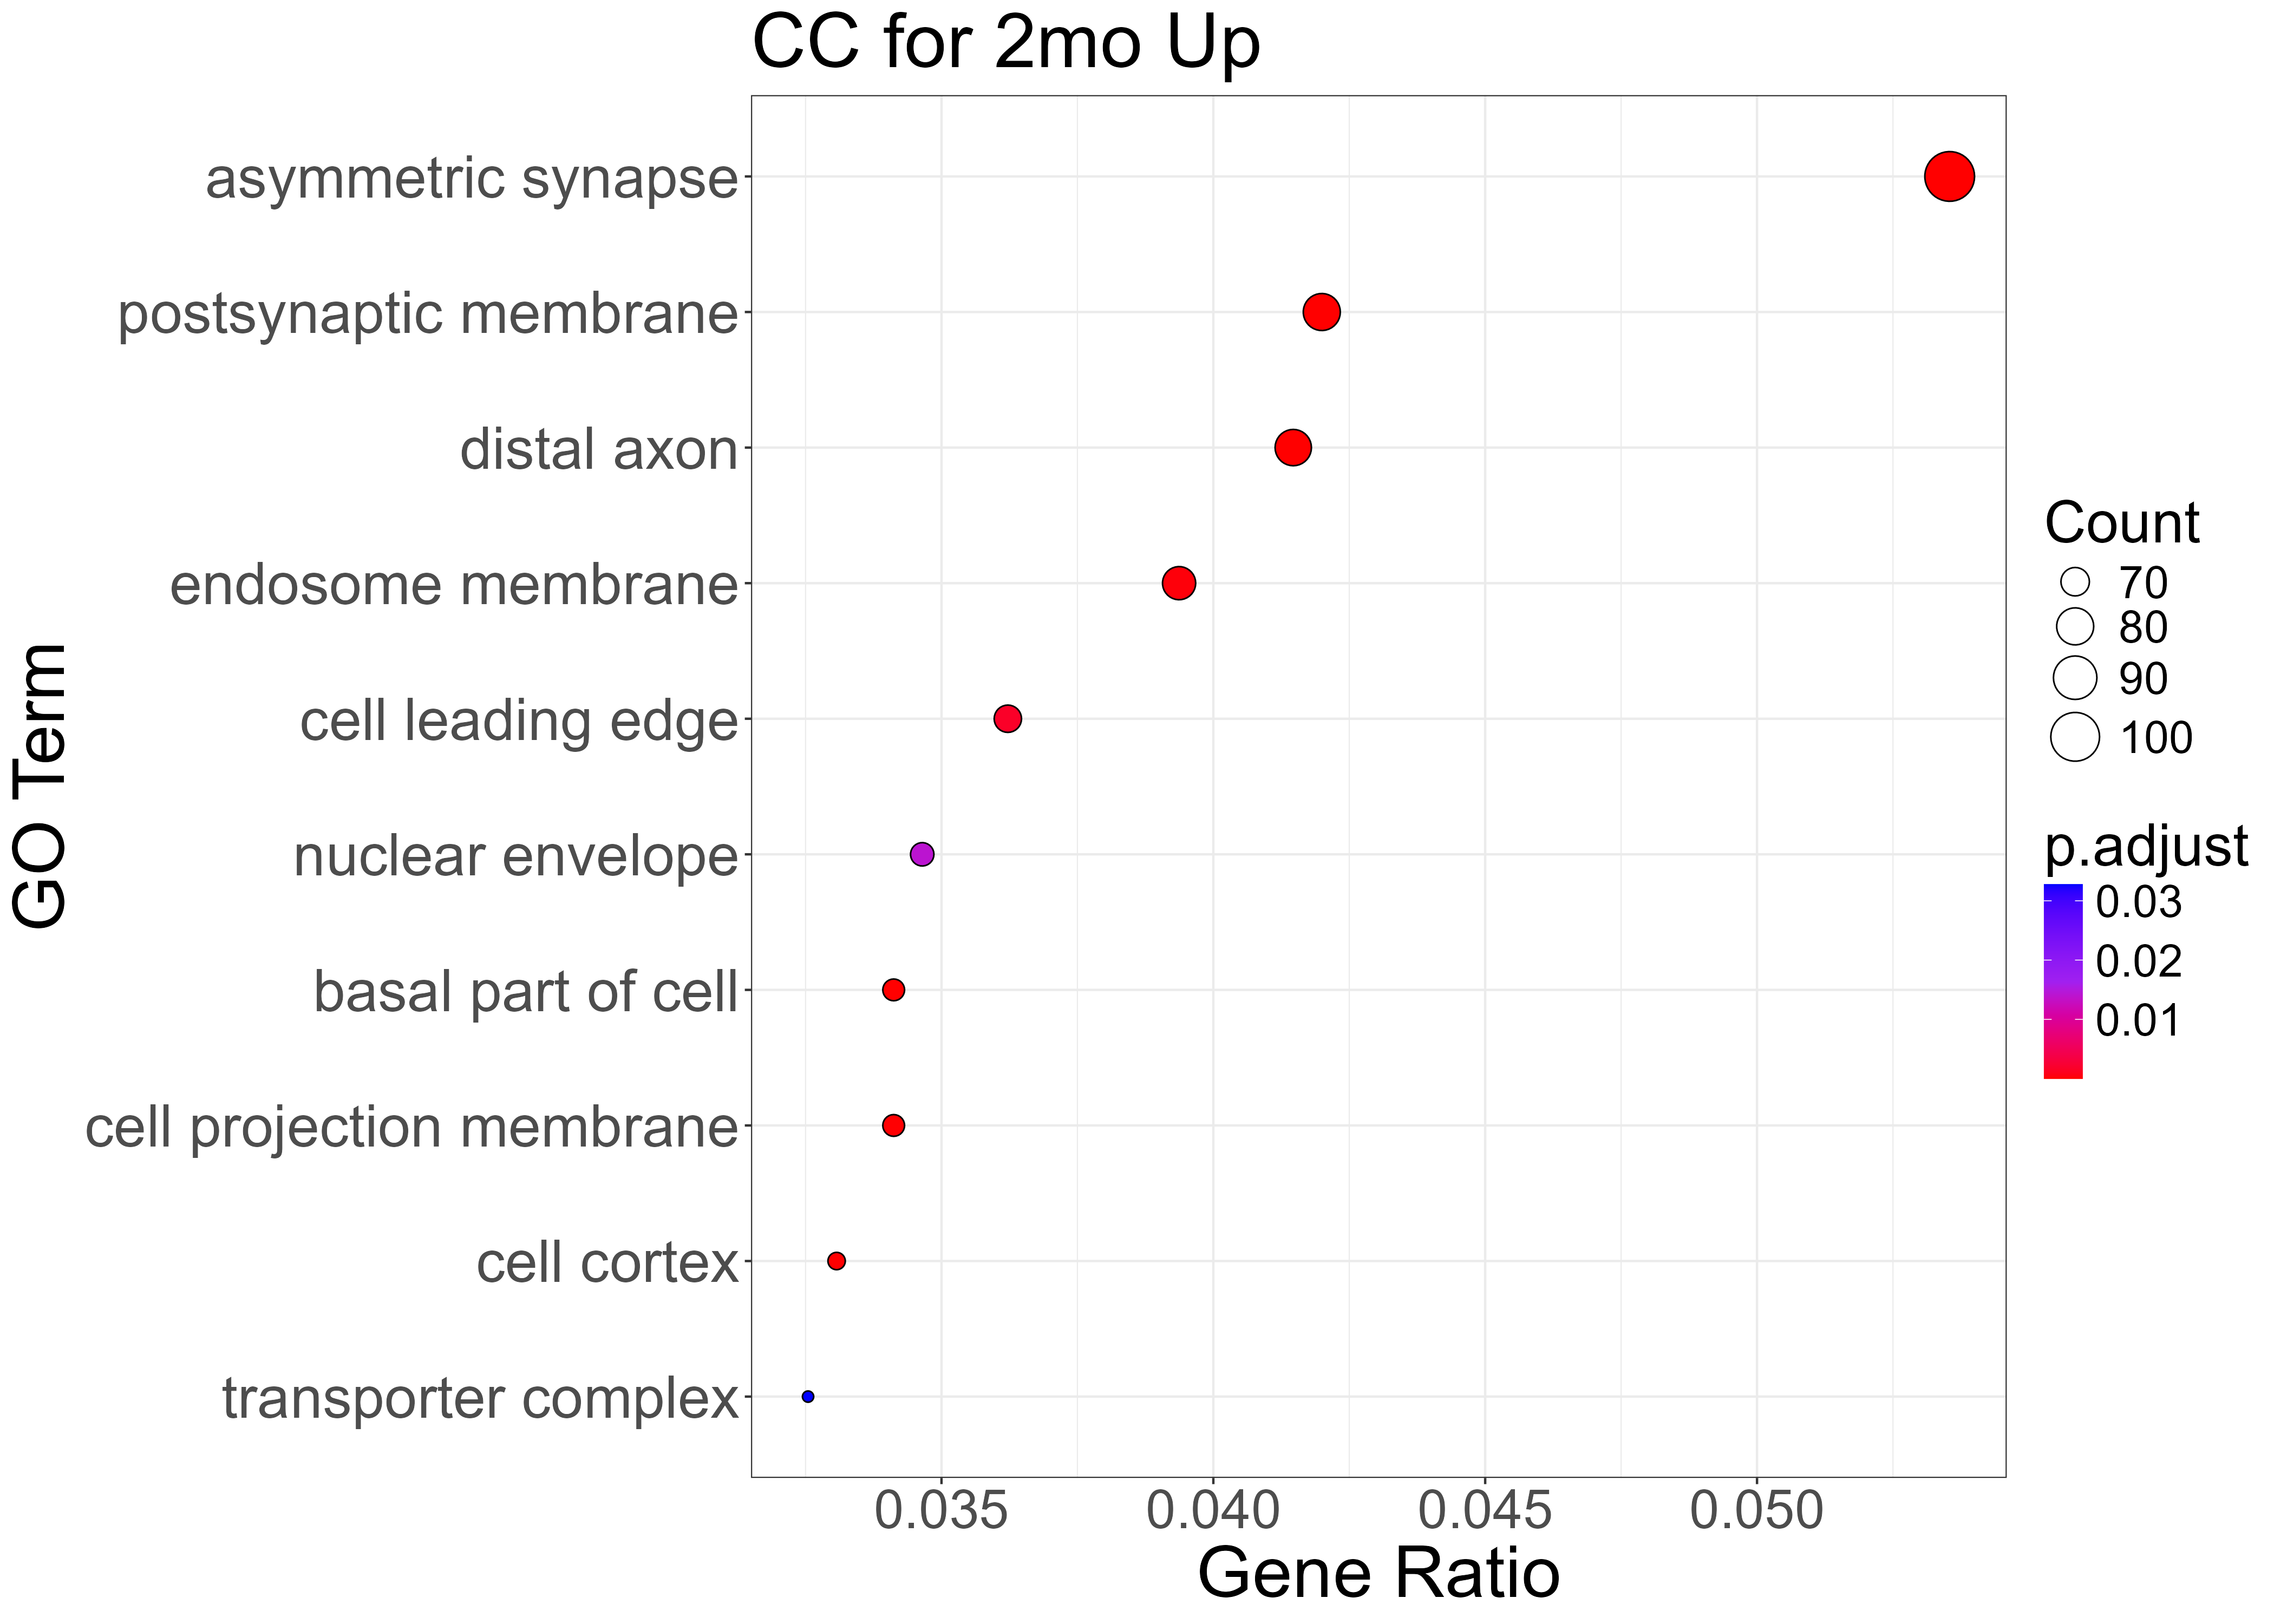 CC for 2mo Up
GO Term
asymmetric synapse
postsynaptic membrane
distal axon
endosome membrane
cell leading edge
nuclear envelope
basal part of cell
cell projection membrane
cell cortex
transporter complex
0.035 0.040 0.045 0.050
Gene Ratio
Count
70
80
90
100
p.adjust
0.03
0.02
0.01